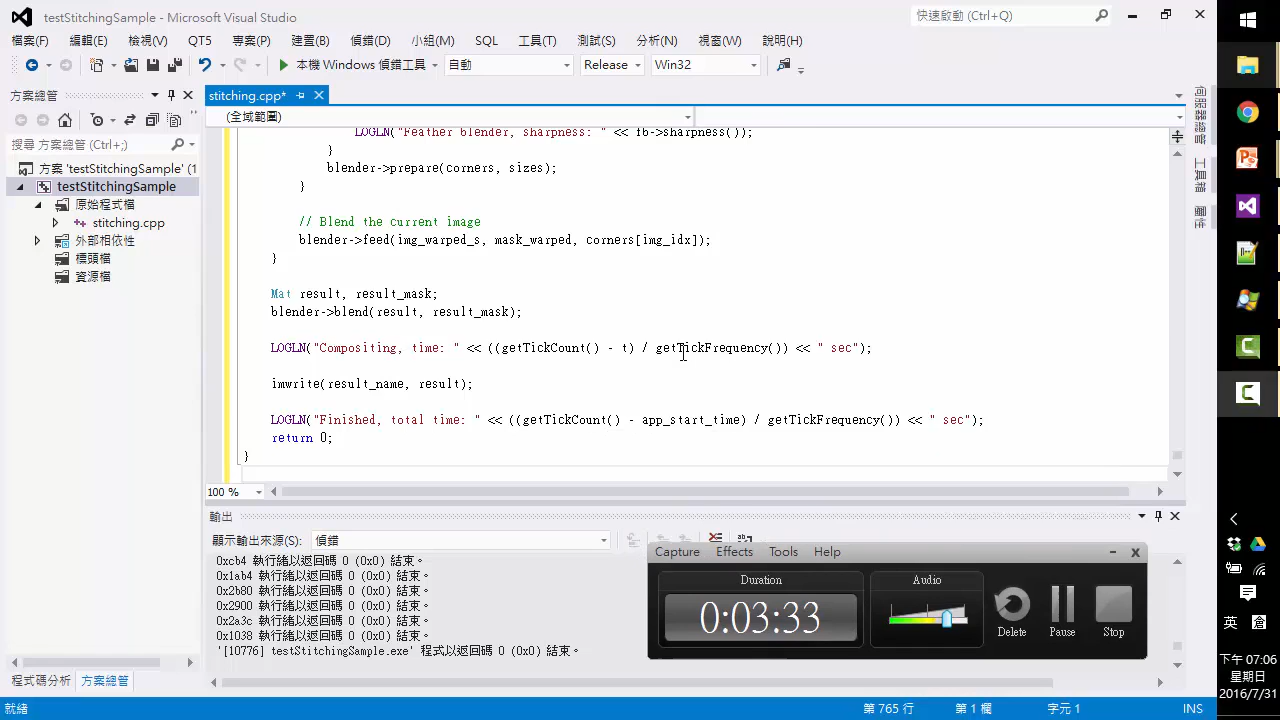 testStitchingSample - Microsoft Visual Studio
快速啟動 (Ctrl+Q)
檔案(F) 編輯(E) 檢視(V) QT5 專案(P) 建置(B) 偵錯(D) 小組(M) SQL 工具(T) 測試(S) 分析(N) 視窗(W) 說明(H)
本機 Windows 偵錯工具 自動 Release Win32
方案總管
stitching.cpp*
(全域範圍)
搜尋 方案總管 (Ctrl+;)
方案 'testStitchingSample' (1
testStitchingSample
原始程式檔
stitching.cpp
外部相依性
標頭檔
資源檔
LOGLN("Feather blender, sharpness: " << fb->sharpness());
}
blender->prepare(corners, sizes);
}
// Blend the current image
blender->feed(img_warped_s, mask_warped, corners[img_idx]);
}
Mat result, result_mask;
blender->blend(result, result_mask);
LOGLN("Compositing, time: " << ((getTickCount() - t) / getTickFrequency()) << " sec");
imwrite(result_name, result);
LOGLN("Finished, total time: " << ((getTickCount() - app_start_time) / getTickFrequency()) << " sec");
return 0;
}
100 %
輸出
顯示輸出來源(S): 偵錯
0xcb4 執行緒以返回碼 0 (0x0) 結束。
0x1ab4 執行緒以返回碼 0 (0x0) 結束。
0x2b80 執行緒以返回碼 0 (0x0) 結束。
0x2900 執行緒以返回碼 0 (0x0) 結束。
0x2a3c 執行緒以返回碼 0 (0x0) 結束。
0x1038 執行緒以返回碼 0 (0x0) 結束。
'[10776] testStitchingSample.exe' 程式以返回碼 0 (0x0) 結束。
程式碼分析 方案總管
Capture Effects Tools Help
Duration
0:03:33
Audio
Delete Pause Stop
就緒
第 765 行 第 1 欄 字元 1 INS
伺服器總管
工具箱
屬性
英
倉
下午 07:06
星期日
2016/7/31